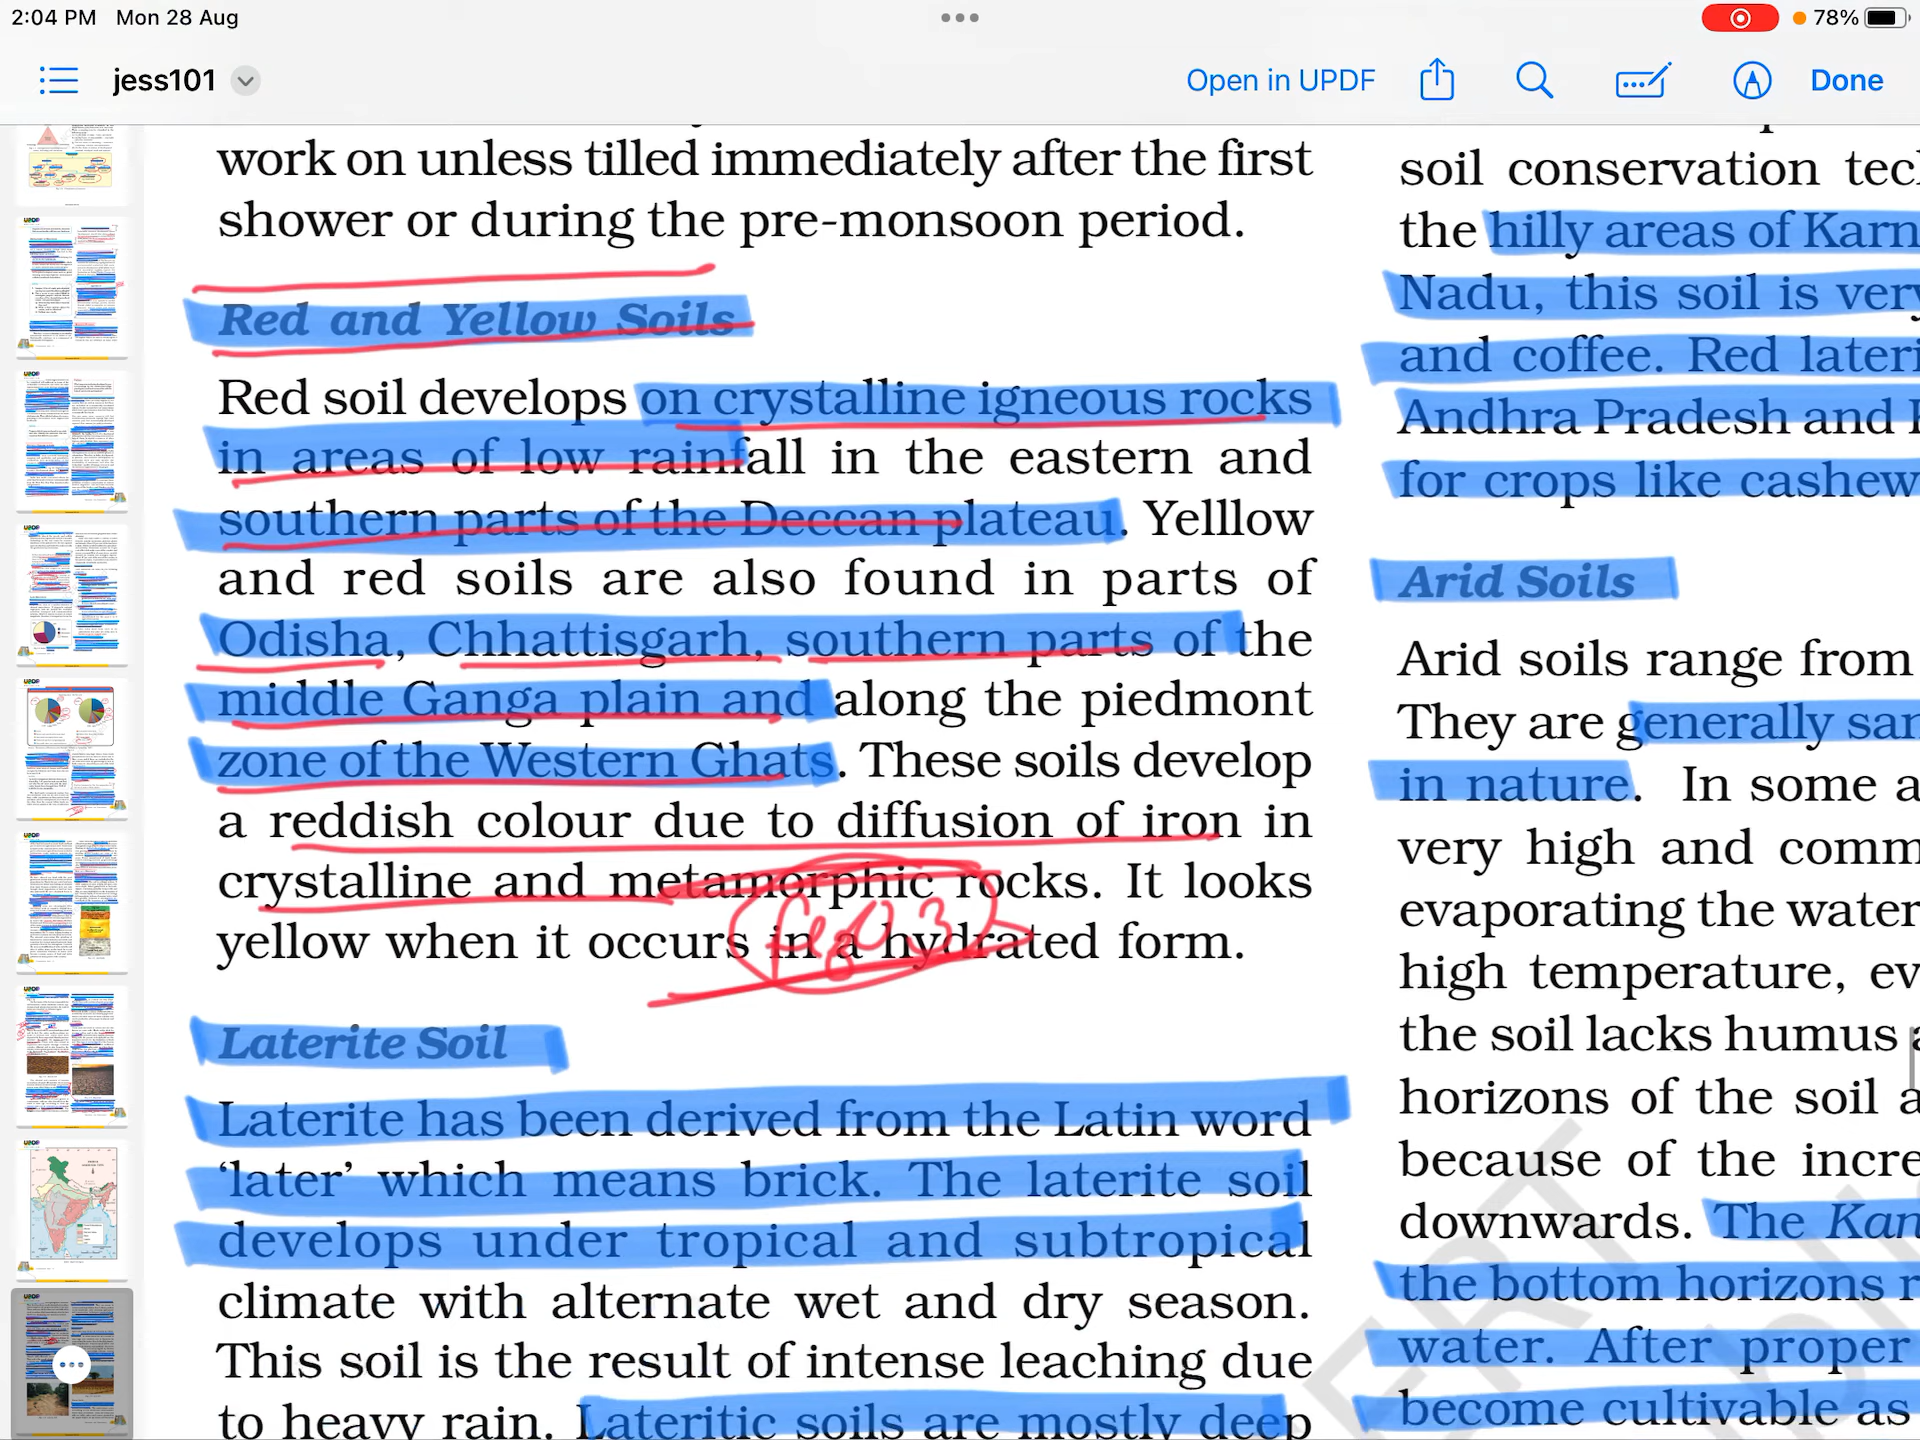 2:04 PM Mon 28 Aug
78%
jess101
Open in UPDF
Done
work on unless tilled immediately after the first
shower or during the pre-monsoon period.
Red and Yellow Soils
Red soil develops on crystalline igneous rocks
in areas of low rainfall in the eastern and
southern parts of the Deccan plateau. Yelllow
and red soils are also found in parts of
Odisha, Chhattisgarh, southern parts of the
middle Ganga plain and along the piedmont
zone of the Western Ghats. These soils develop
a reddish colour due to diffusion of iron in
crystalline and metamorphic rocks. It looks
yellow when it occurs in a hydrated form.
Laterite Soil
Laterite has been derived from the Latin word
‘later’ which means brick. The laterite soil
develops under tropical and subtropical
climate with alternate wet and dry season.
This soil is the result of intense leaching due
to heavy rain. Lateritic soils are mostly deep
soil conservation
the hilly areas of
Nadu, this soil is
and coffee. Red
Andhra Pradesh and
for crops like cashew
Arid Soils
Arid soils range from
They are generally
in nature. In some
very high and
evaporating the water
high temperature,
the soil lacks humus
horizons of the soil
because of the
downwards. The
the bottom horizons
water. After proper
become cultivable as